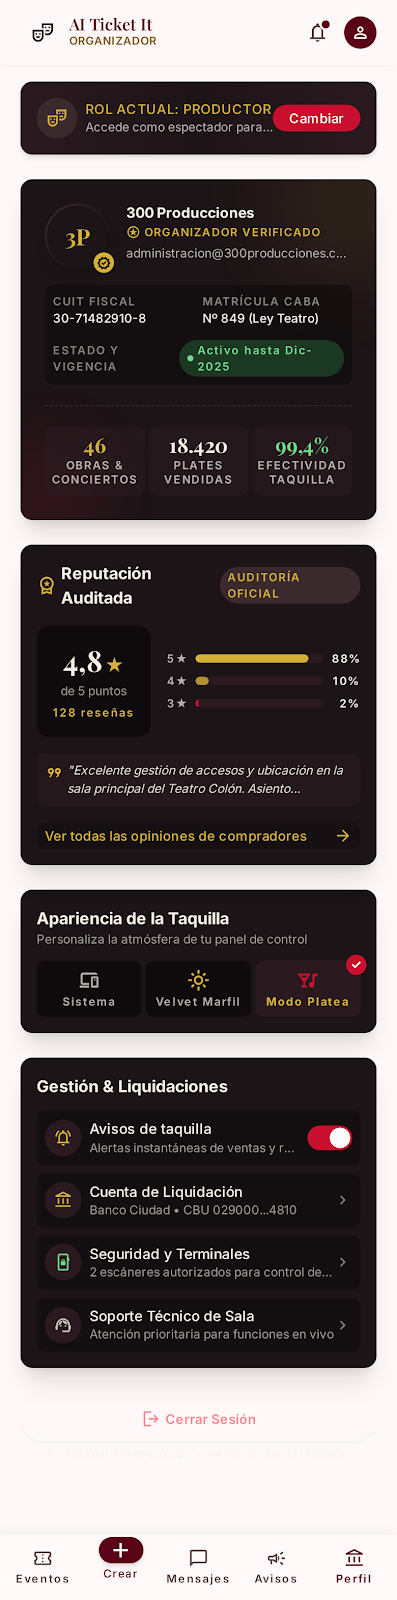 AI Ticket It
ORGANIZADOR
ROL ACTUAL: PRODUCTOR
Accede como espectador para...
Cambiar
3P
300 Producciones
ORGANIZADOR VERIFICADO
administracion@300producciones.c...
CUIT FISCAL
30-71482910-8
MATRÍCULA CABA
Nº 849 (Ley Teatro)
ESTADO Y
VIGENCIA
Activo hasta Dic-
2025
46
OBRAS &
CONCIERTOS
18.420
PLATES
VENDIDAS
99,4%
EFECTIVIDAD
TAQUILLA
Reputación
Auditada
AUDITORÍA
OFICIAL
4,8 ★
de 5 puntos
128 reseñas
5 ★ 88%
4 ★ 10%
3 ★ 2%
"Excelente gestión de accesos y ubicación en la
sala principal del Teatro Colón. Asiento...
Ver todas las opiniones de compradores
Apariencia de la Taquilla
Personaliza la atmósfera de tu panel de control
Sistema
Velvet Marfil
Modo Platea
Gestión & Liquidaciones
Avisos de taquilla
Alertas instantáneas de ventas y r...
Cuenta de Liquidación
Banco Ciudad • CBU 029000...4810
Seguridad y Terminales
2 escáneres autorizados para control de...
Soporte Técnico de Sala
Atención prioritaria para funciones en vivo
Cerrar Sesión
Eventos
Crear
Mensajes
Avisos
Perfil